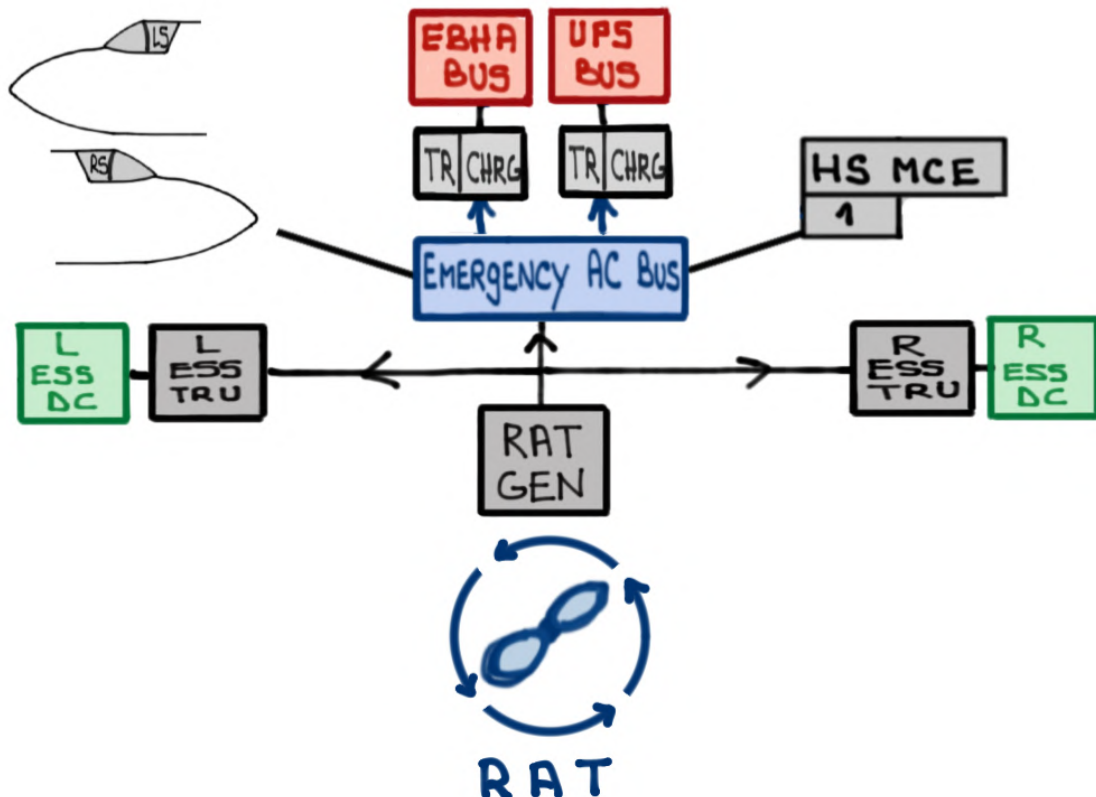 LS
RS
EBHA
BUS
UPS
BUS
TR CHRG
TR CHRG
HS MCE
1
EMERgENCY AC BUS
L
ESS
DC
L
ESS
TRU
R
ESS
TRU
R
ESS
DC
RAT
GEN
RAT